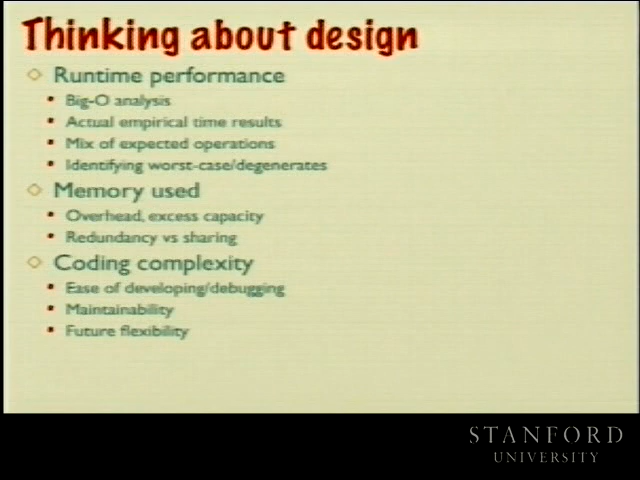 Thinking about design
Runtime performance
Big-O analysis
Actual empirical time results
Mix of expected operations
Identifying worst-case/degenerates
Memory used
Overhead, excess capacity
Redundancy vs sharing
Coding complexity
Ease of developing/debugging
Maintainability
Future flexibility
STANFORD
UNIVERSITY